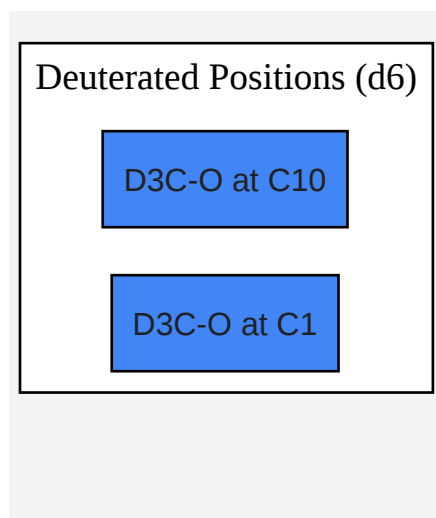 Deuterated Positions (d6)
D3C-O at C10
D3C-O at C1